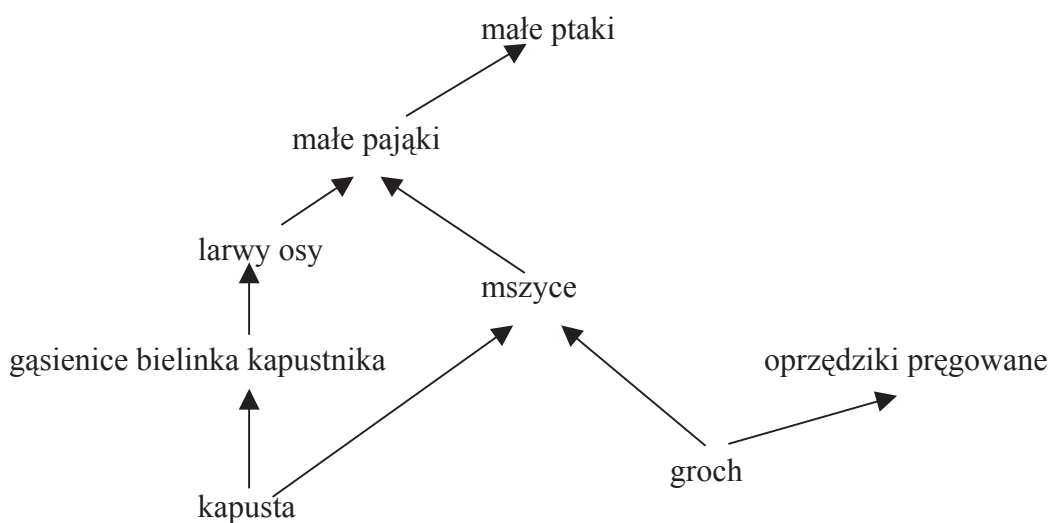 małe ptaki
małe pająki
larwy osy
mszyce
gąsienice bielinka kapustnika
oprzędziki pręgowane
groch
kapusta